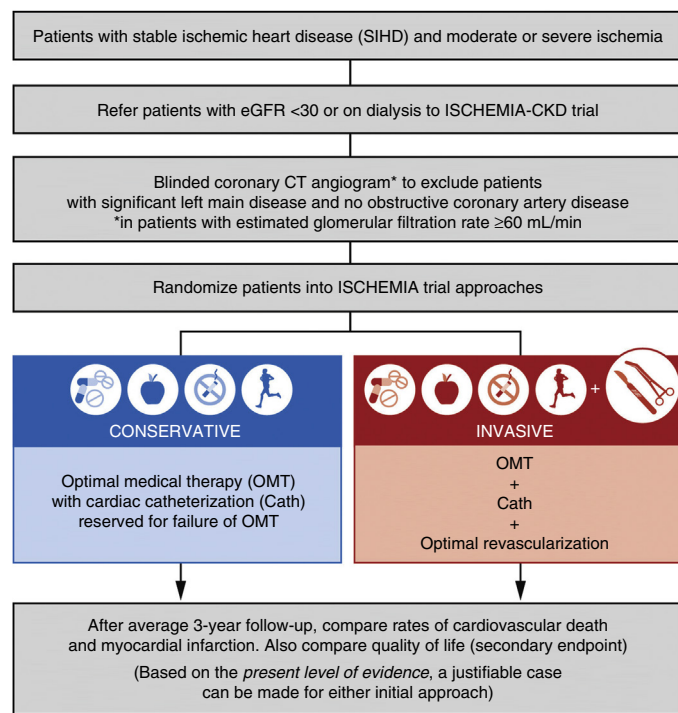 Patients with stable ischemic heart disease (SIHD) and moderate or severe ischemia
Refer patients with eGFR <30 or on dialysis to ISCHEMIA-CKD trial
Blinded coronary CT angiogram* to exclude patients
with significant left main disease and no obstructive coronary artery disease
*in patients with estimated glomerular filtration rate ≥60 mL/min
Randomize patients into ISCHEMIA trial approaches
CONSERVATIVE
Optimal medical therapy (OMT)
with cardiac catheterization (Cath)
reserved for failure of OMT
+
INVASIVE
OMT
+
Cath
+
Optimal revascularization
After average 3-year follow-up, compare rates of cardiovascular death
and myocardial infarction. Also compare quality of life (secondary endpoint)
(Based on the present level of evidence, a justifiable case
can be made for either initial approach)